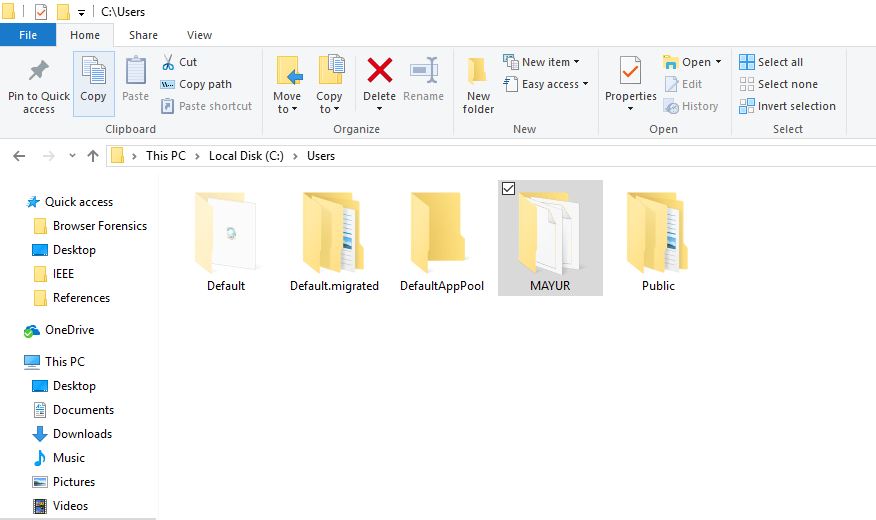 C:\Users
File Home Share View
Pin to Quick access
Copy
Paste
Cut
Copy path
Paste shortcut
Clipboard
Move to
Copy to
Delete
Rename
Organize
New folder
New item
Easy access
New
Properties
Open
Edit
History
Open
Select all
Select none
Invert selection
Select
This PC > Local Disk (C:) > Users
Quick access
Browser Forensics
Desktop
IEEE
References
OneDrive
This PC
Desktop
Documents
Downloads
Music
Pictures
Videos
Default
Default.migrated
DefaultAppPool
MAYUR
Public